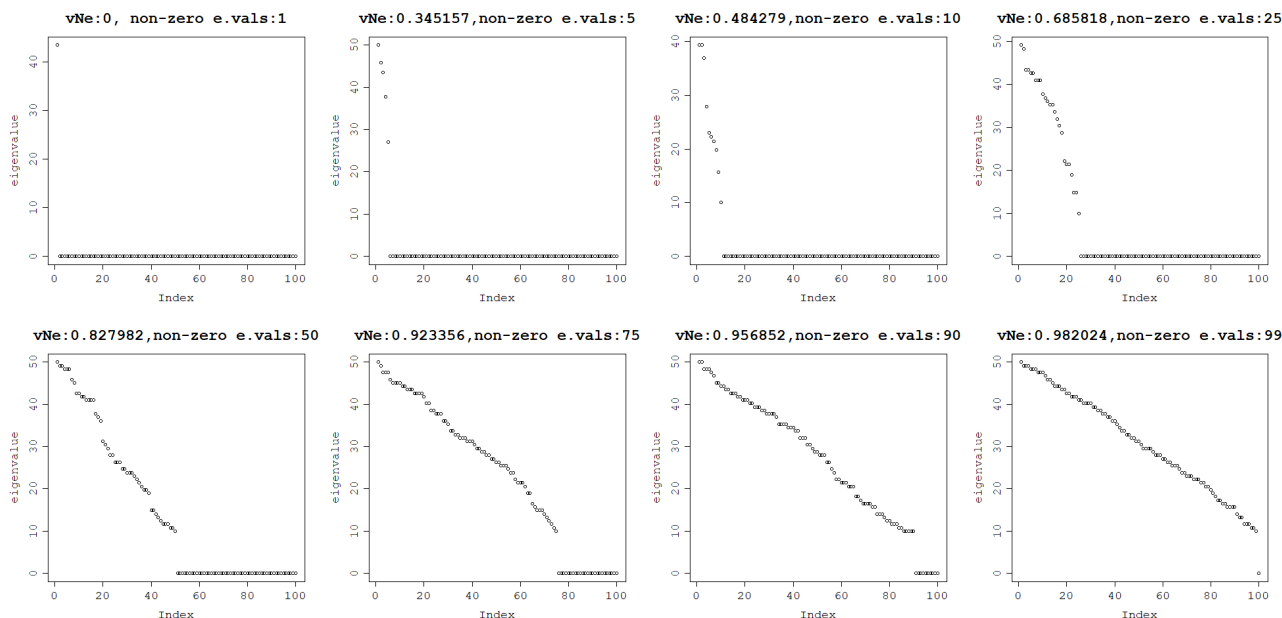 vNe:0, non-zero e.vals:1
eigenvalue
0 10 20 30 40
0 20 40 60 80 100
Index
vNe:0.345157,non-zero e.vals:5
eigenvalue
0 10 20 30 40 50
0 20 40 60 80 100
Index
vNe:0.484279,non-zero e.vals:10
eigenvalue
0 10 20 30 40
0 20 40 60 80 100
Index
vNe:0.685818,non-zero e.vals:25
eigenvalue
0 10 20 30 40 50
0 20 40 60 80 100
Index
vNe:0.827982,non-zero e.vals:50
eigenvalue
0 10 20 30 40 50
0 20 40 60 80 100
Index
vNe:0.923356,non-zero e.vals:75
eigenvalue
0 10 20 30 40 50
0 20 40 60 80 100
Index
vNe:0.956852,non-zero e.vals:90
eigenvalue
0 10 20 30 40 50
0 20 40 60 80 100
Index
vNe:0.982024,non-zero e.vals:99
eigenvalue
0 10 20 30 40 50
0 20 40 60 80 100
Index